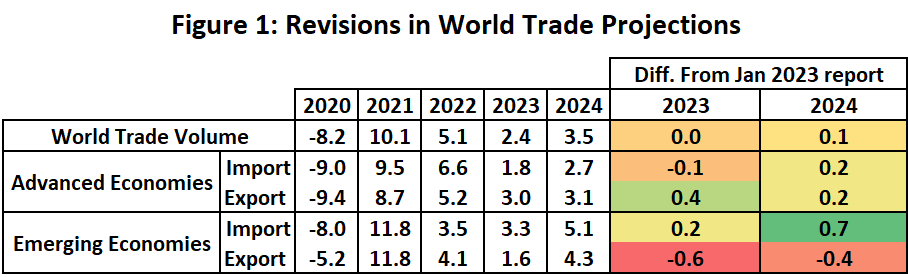 Figure 1: Revisions in World Trade Projections
Diff. From Jan 2023 report
2020 2021 2022 2023 2024 2023 2024
World Trade Volume -8.2 10.1 5.1 2.4 3.5 0.0 0.1
Advanced Economies
Import -9.0 9.5 6.6 1.8 2.7 -0.1 0.2
Export -9.4 8.7 5.2 3.0 3.1 0.4 0.2
Emerging Economies
Import -8.0 11.8 3.5 3.3 5.1 0.2 0.7
Export -5.2 11.8 4.1 1.6 4.3 -0.6 -0.4